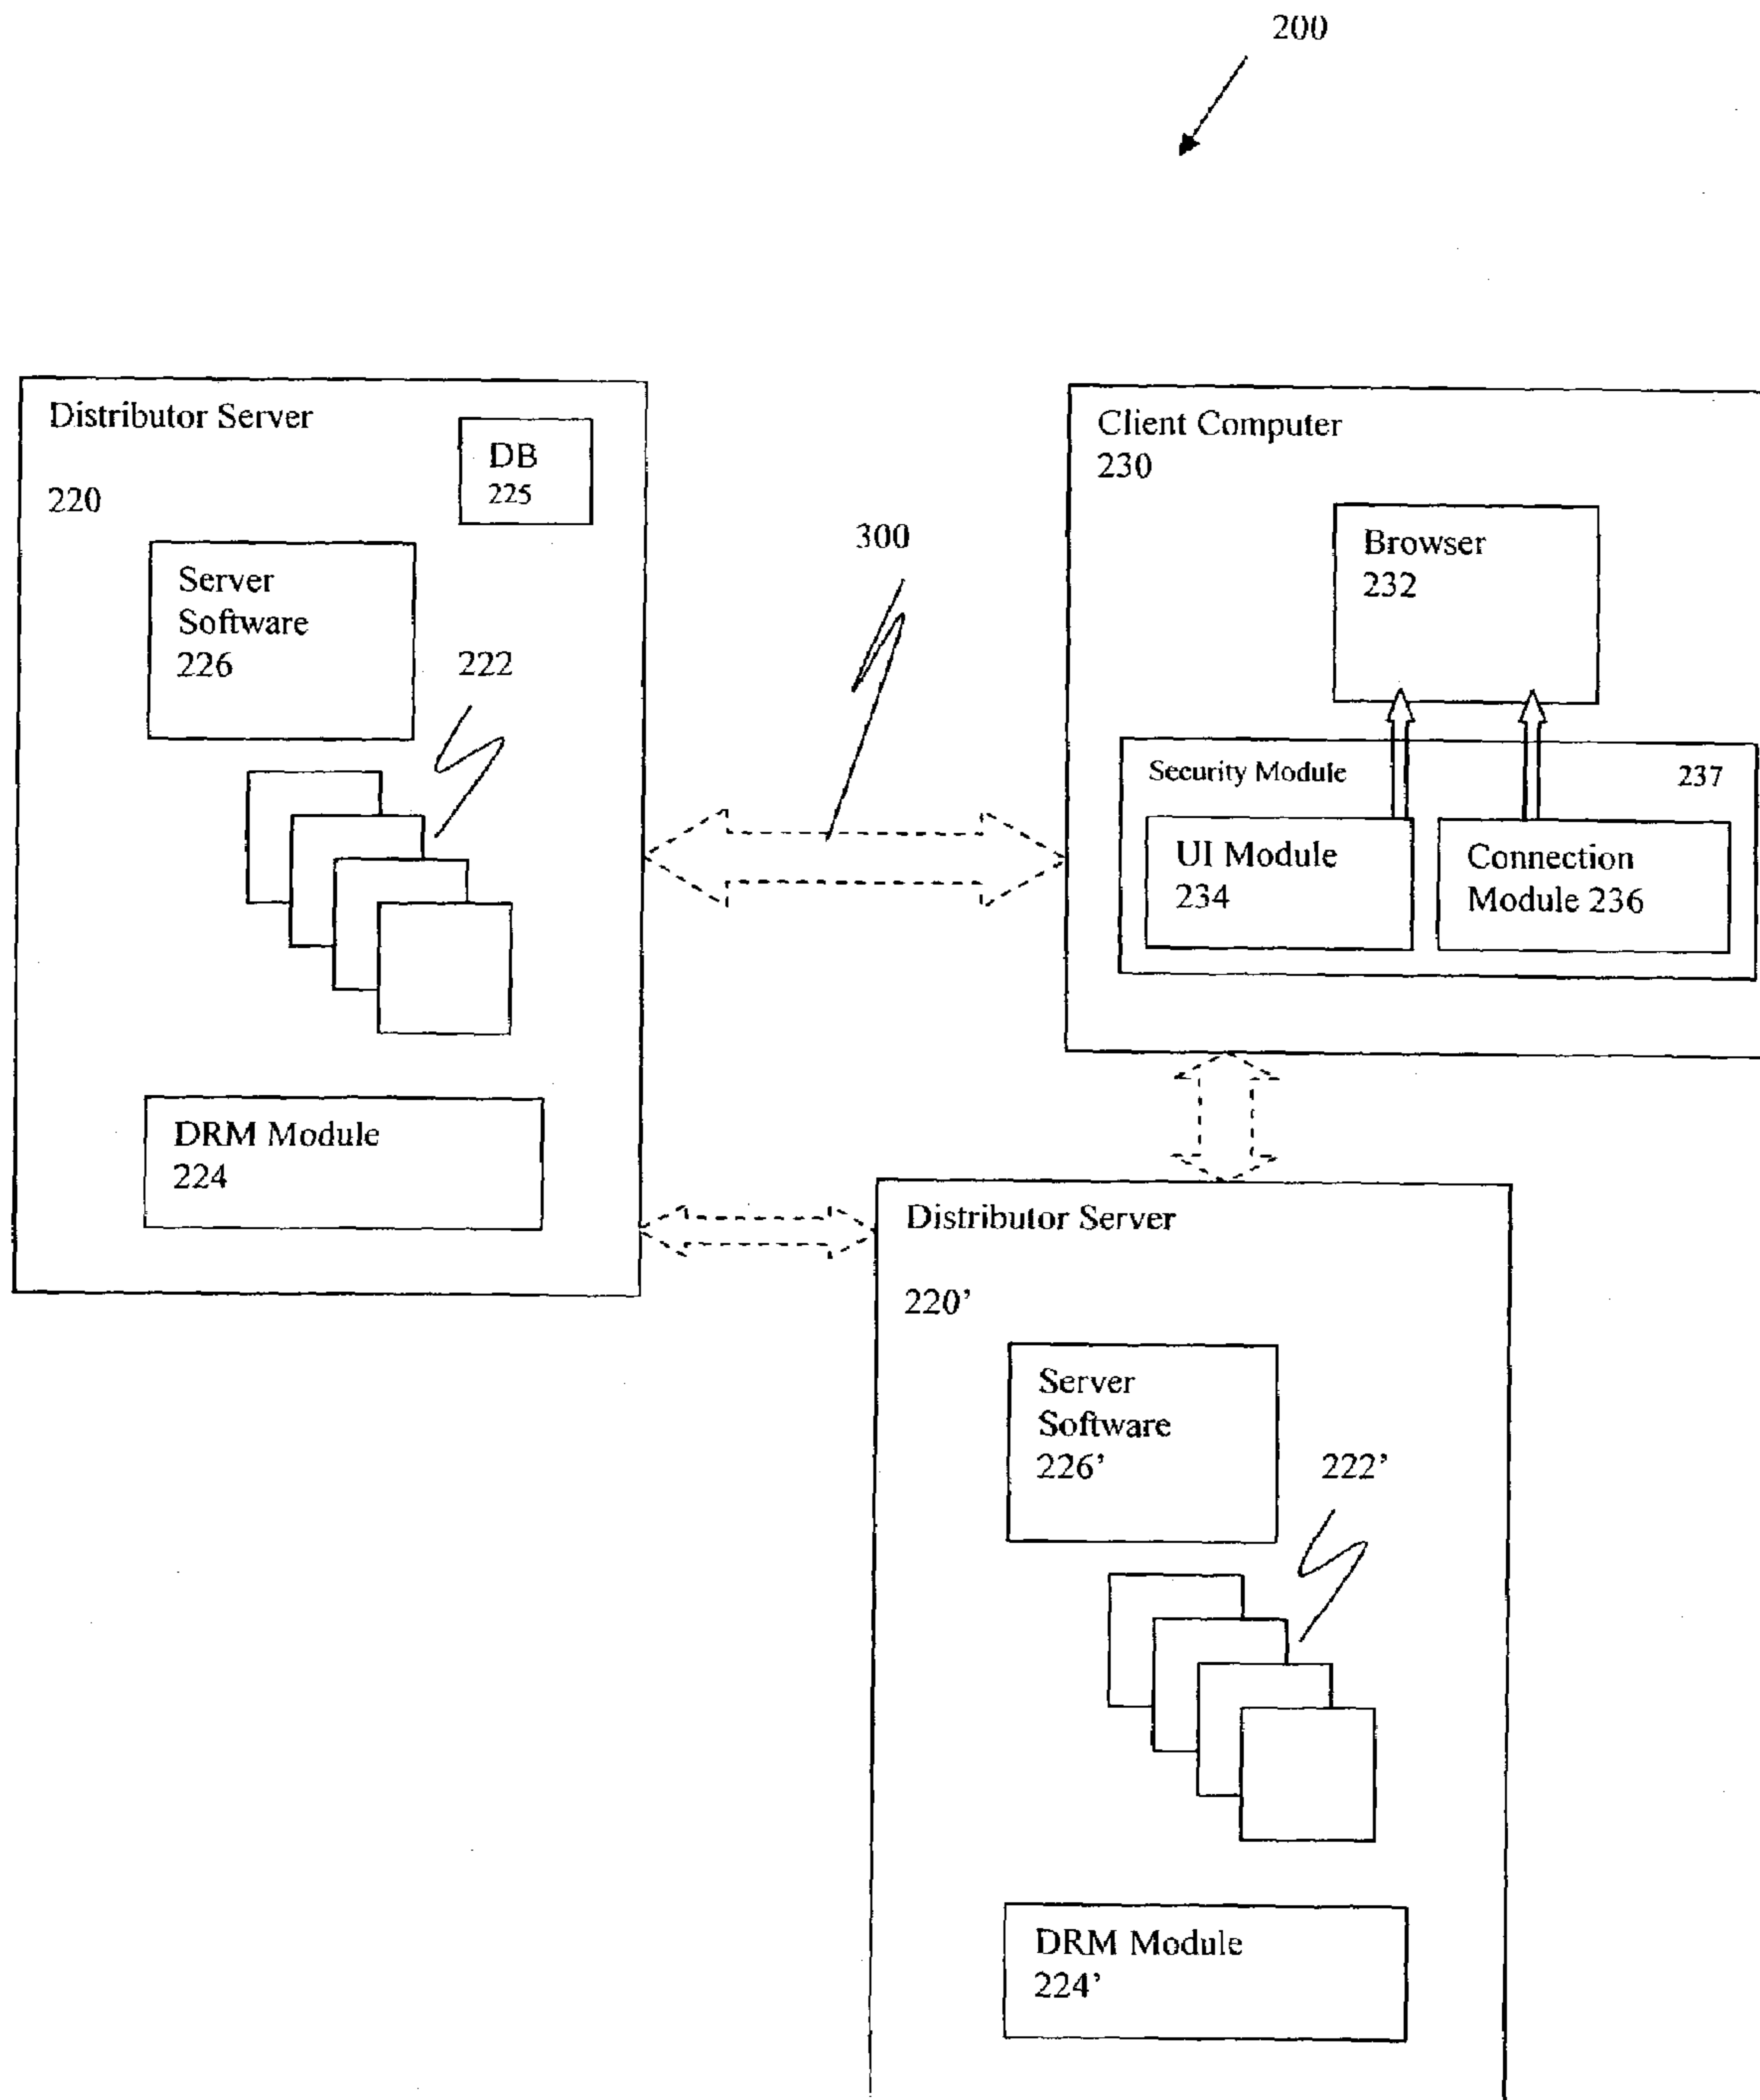 200
Distributor Server
220
DB
225
Server
Software
226
222
DRM Module
224
300
Client Computer
230
Browser
232
Security Module 237
UI Module
234
Connection
Module 236
Distributor Server
220’
Server
Software
226’
222’
DRM Module
224’